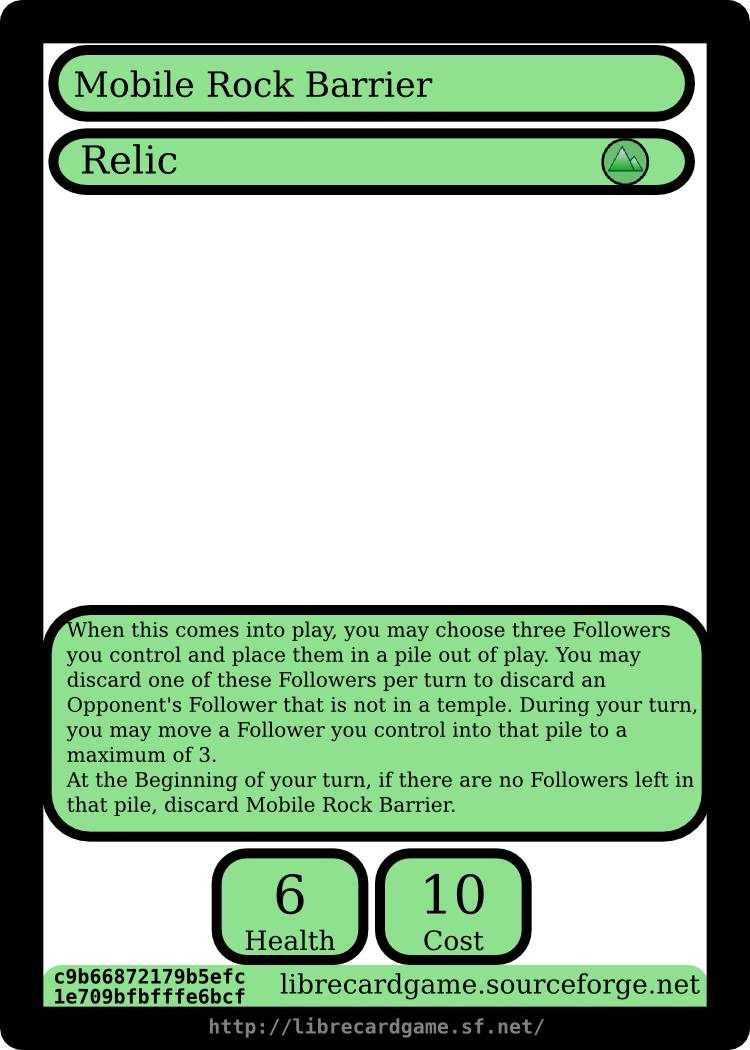 Mobile Rock Barrier
Relic
When this comes into play, you may choose three Followers
you control and place them in a pile out of play. You may
discard one of these Followers per turn to discard an
Opponent's Follower that is not in a temple. During your turn,
you may move a Follower you control into that pile to a
maximum of 3.
At the Beginning of your turn, if there are no Followers left in
that pile, discard Mobile Rock Barrier.
6
Health
10
Cost
c9b66872179b5efc
1e709bfbfffe6bcf
librecardgame.sourceforge.net
http://librecardgame.sf.net/